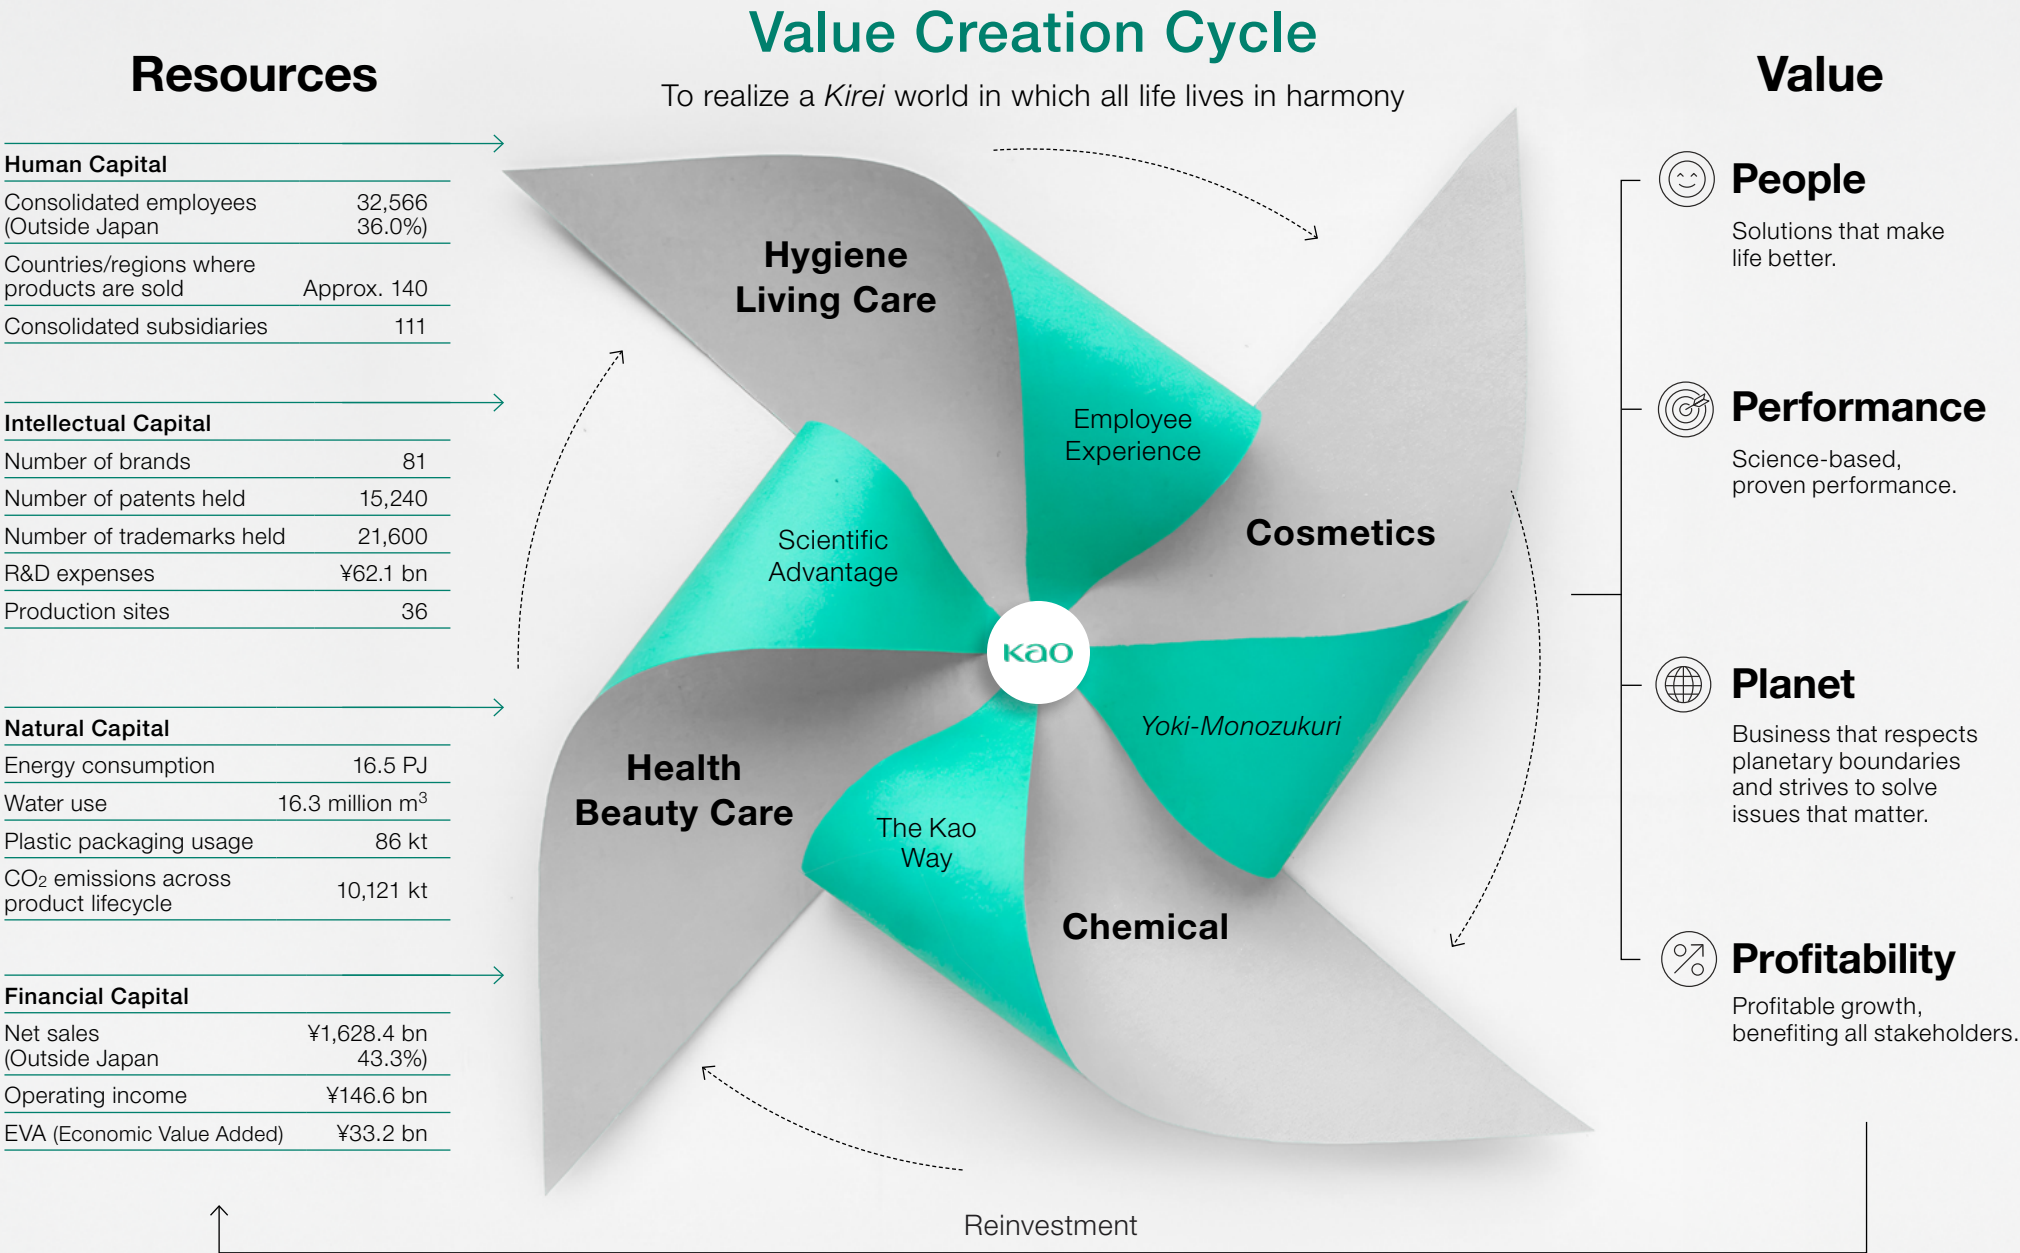 Value Creation Cycle
To realize a Kirei world in which all life lives in harmony
Resources
Human Capital
Consolidated employees 32,566
(Outside Japan 36.0%)
Countries/regions where
products are sold Approx. 140
Consolidated subsidiaries 111
Intellectual Capital
Number of brands 81
Number of patents held 15,240
Number of trademarks held 21,600
R&D expenses ¥62.1 bn
Production sites 36
Natural Capital
Energy consumption 16.5 PJ
Water use 16.3 million m³
Plastic packaging usage 86 kt
CO₂ emissions across
product lifecycle 10,121 kt
Financial Capital
Net sales ¥1,628.4 bn
(Outside Japan 43.3%)
Operating income ¥146.6 bn
EVA (Economic Value Added) ¥33.2 bn
Hygiene
Living Care
Employee
Experience
Cosmetics
Scientific
Advantage
Kao
Yoki-Monozukuri
Health
Beauty Care
The Kao
Way
Chemical
Value
People
Solutions that make
life better.
Performance
Science-based,
proven performance.
Planet
Business that respects
planetary boundaries
and strives to solve
issues that matter.
Profitability
Profitable growth,
benefiting all stakeholders.
Reinvestment